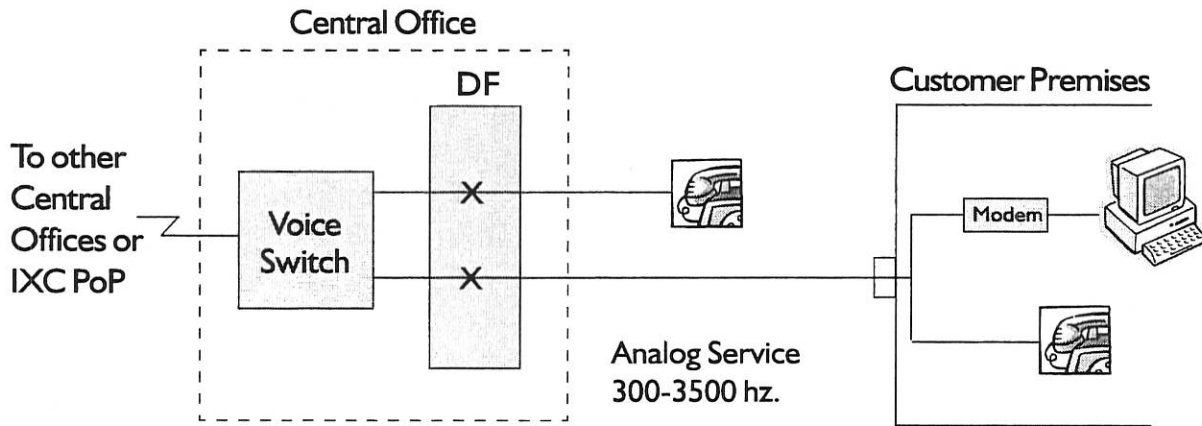 Central Office
DF
Customer Premises
To other
Central
Offices or
IXC PoP
Voice
Switch
X
X
Modem
Analog Service
300-3500 hz.